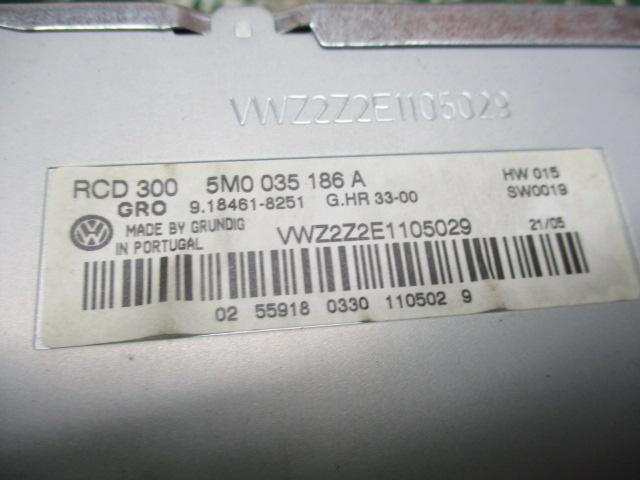 VWZ2Z2E1105029
RCD 300 5M0 035 186 A HW 015
GRO 9.18461-8251 G.HR 33-00 SW0019
MADE BY GRUNDIG
IN PORTUGAL VWZ2Z2E1105029 21/05
02 55918 0330 110502 9